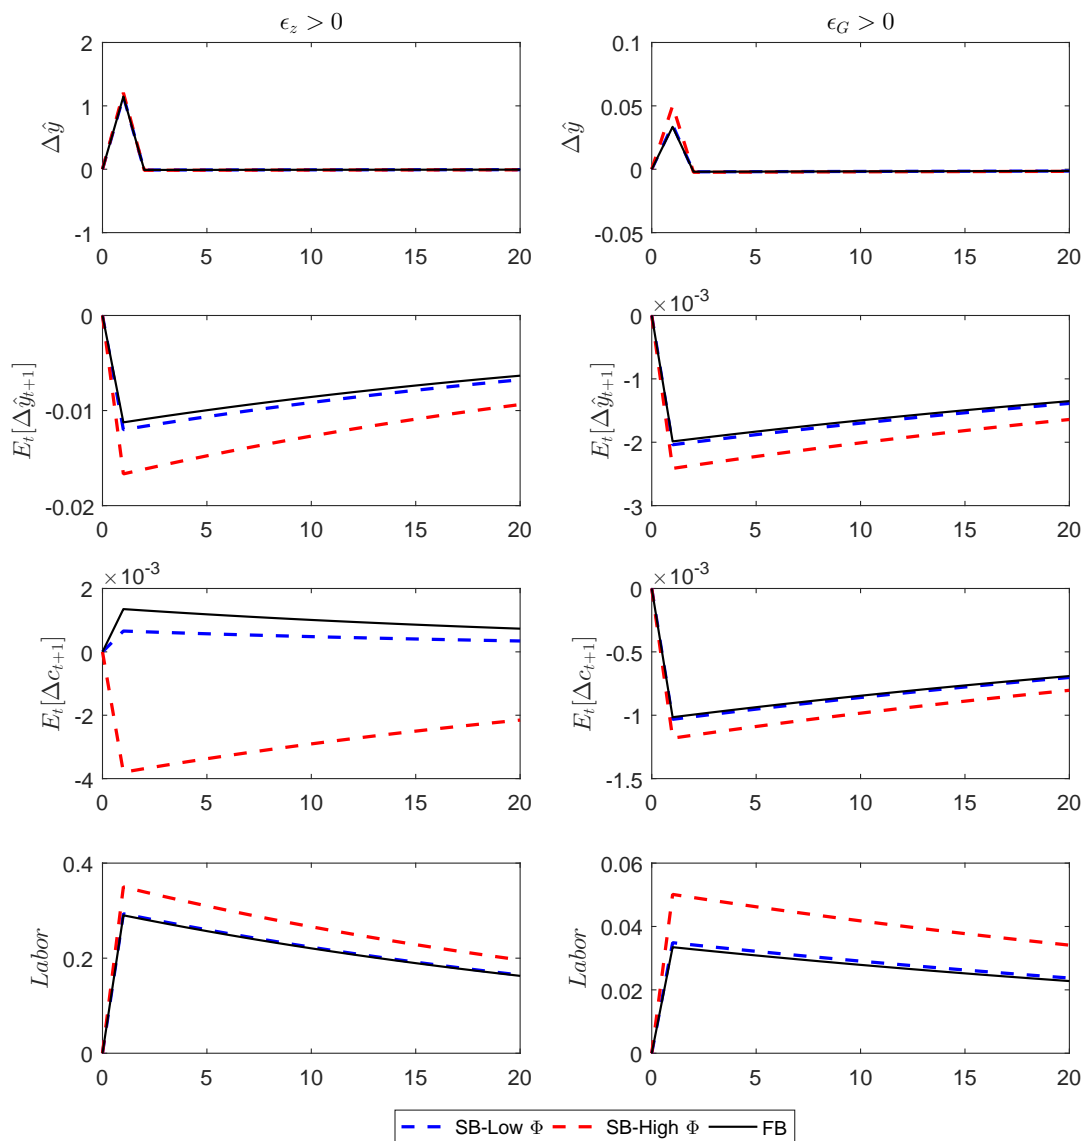 ϵ_z > 0
ϵ_G > 0
2
1
0
-1
Δŷ
0 5 10 15 20
0.1
0.05
0
-0.05
Δŷ
0 5 10 15 20
0
-0.01
-0.02
E_t[Δŷ_{t+1}]
0 5 10 15 20
×10^{-3}
0
-1
-2
-3
E_t[Δŷ_{t+1}]
0 5 10 15 20
×10^{-3}
2
0
-2
-4
E_t[Δc_{t+1}]
0 5 10 15 20
×10^{-3}
0
-0.5
-1
-1.5
E_t[Δc_{t+1}]
0 5 10 15 20
0.4
0.2
0
Labor
0 5 10 15 20
0.06
0.04
0.02
0
Labor
0 5 10 15 20
SB-Low Φ SB-High Φ FB